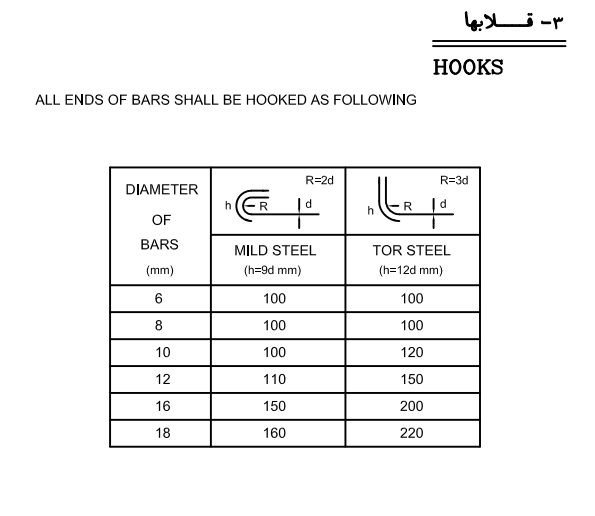 ۳- قـــلابها
HOOKS
ALL ENDS OF BARS SHALL BE HOOKED AS FOLLOWING
DIAMETER
OF
BARS
(mm)
R=2d
h R d
MILD STEEL
(h=9d mm)
R=3d
h R d
TOR STEEL
(h=12d mm)
6 100 100
8 100 100
10 100 120
12 110 150
16 150 200
18 160 220